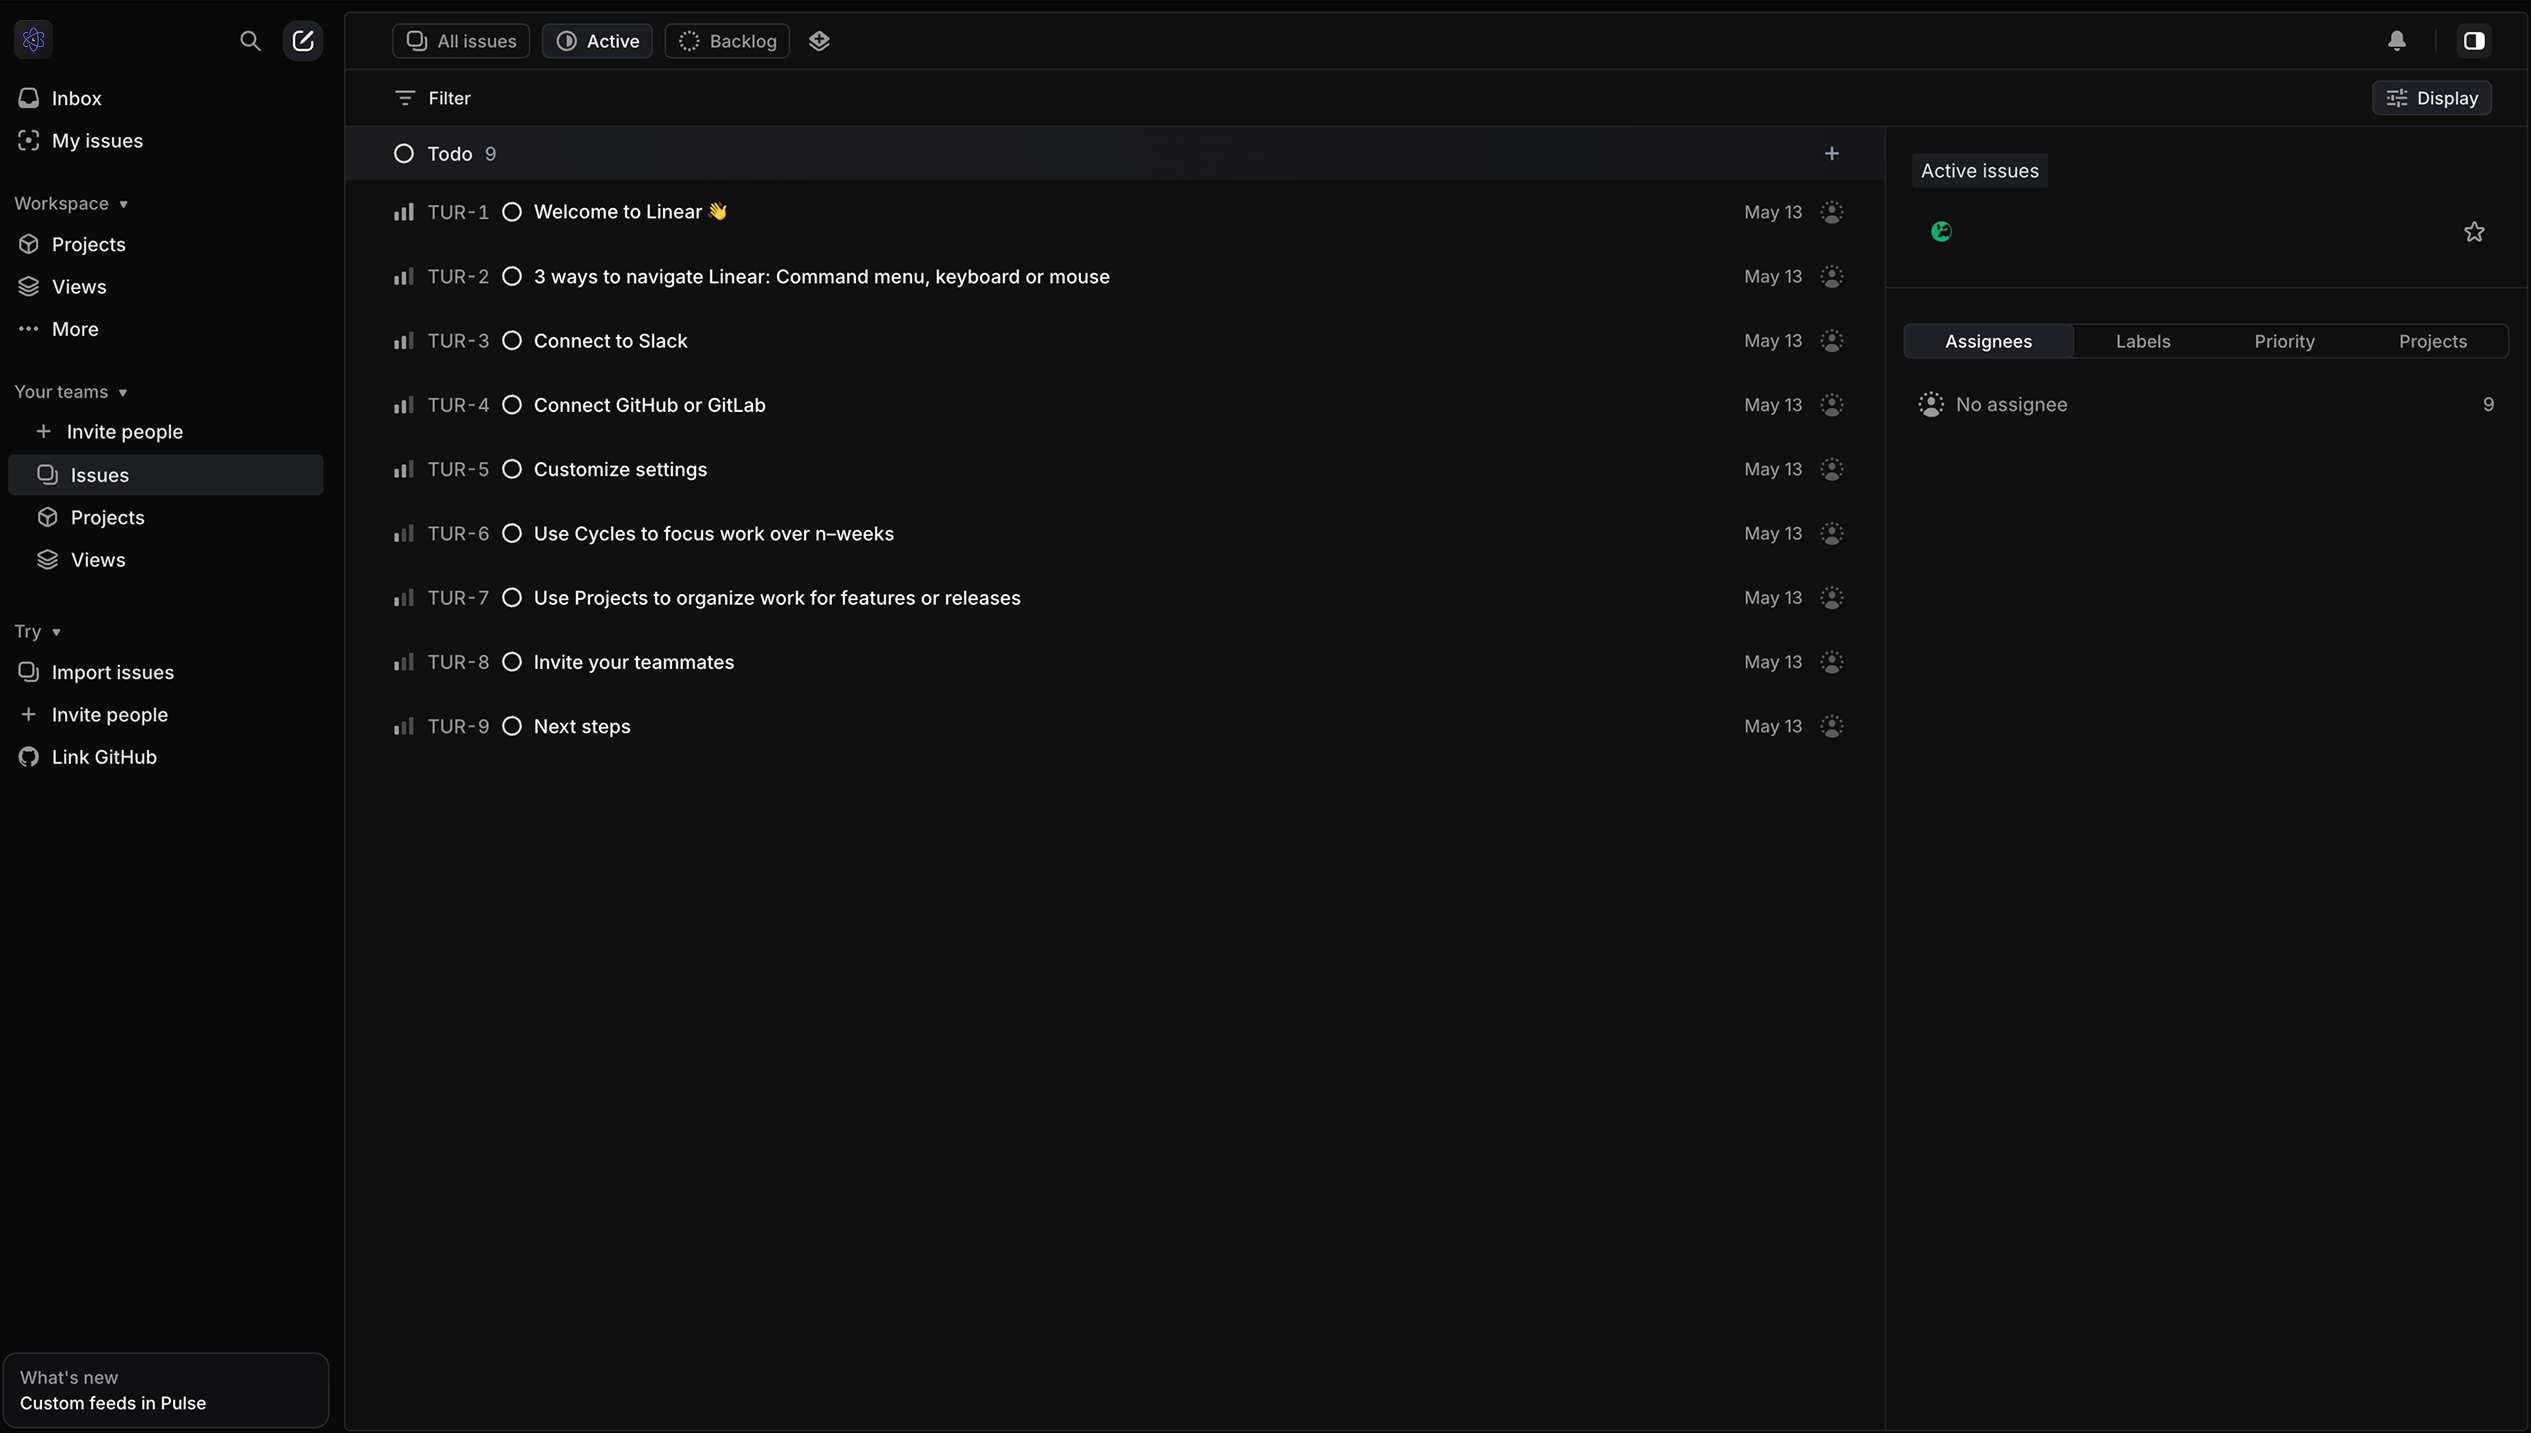 Inbox
My issues
Workspace
Projects
Views
More
Your teams
Invite people
Issues
Projects
Views
Try
Import issues
Invite people
Link GitHub
What's new
Custom feeds in Pulse
All issues Active Backlog
Filter Display
Todo 9
TUR-1 Welcome to Linear 👋 May 13
TUR-2 3 ways to navigate Linear: Command menu, keyboard or mouse May 13
TUR-3 Connect to Slack May 13
TUR-4 Connect GitHub or GitLab May 13
TUR-5 Customize settings May 13
TUR-6 Use Cycles to focus work over n–weeks May 13
TUR-7 Use Projects to organize work for features or releases May 13
TUR-8 Invite your teammates May 13
TUR-9 Next steps May 13
Active issues
Assignees Labels Priority Projects
No assignee 9